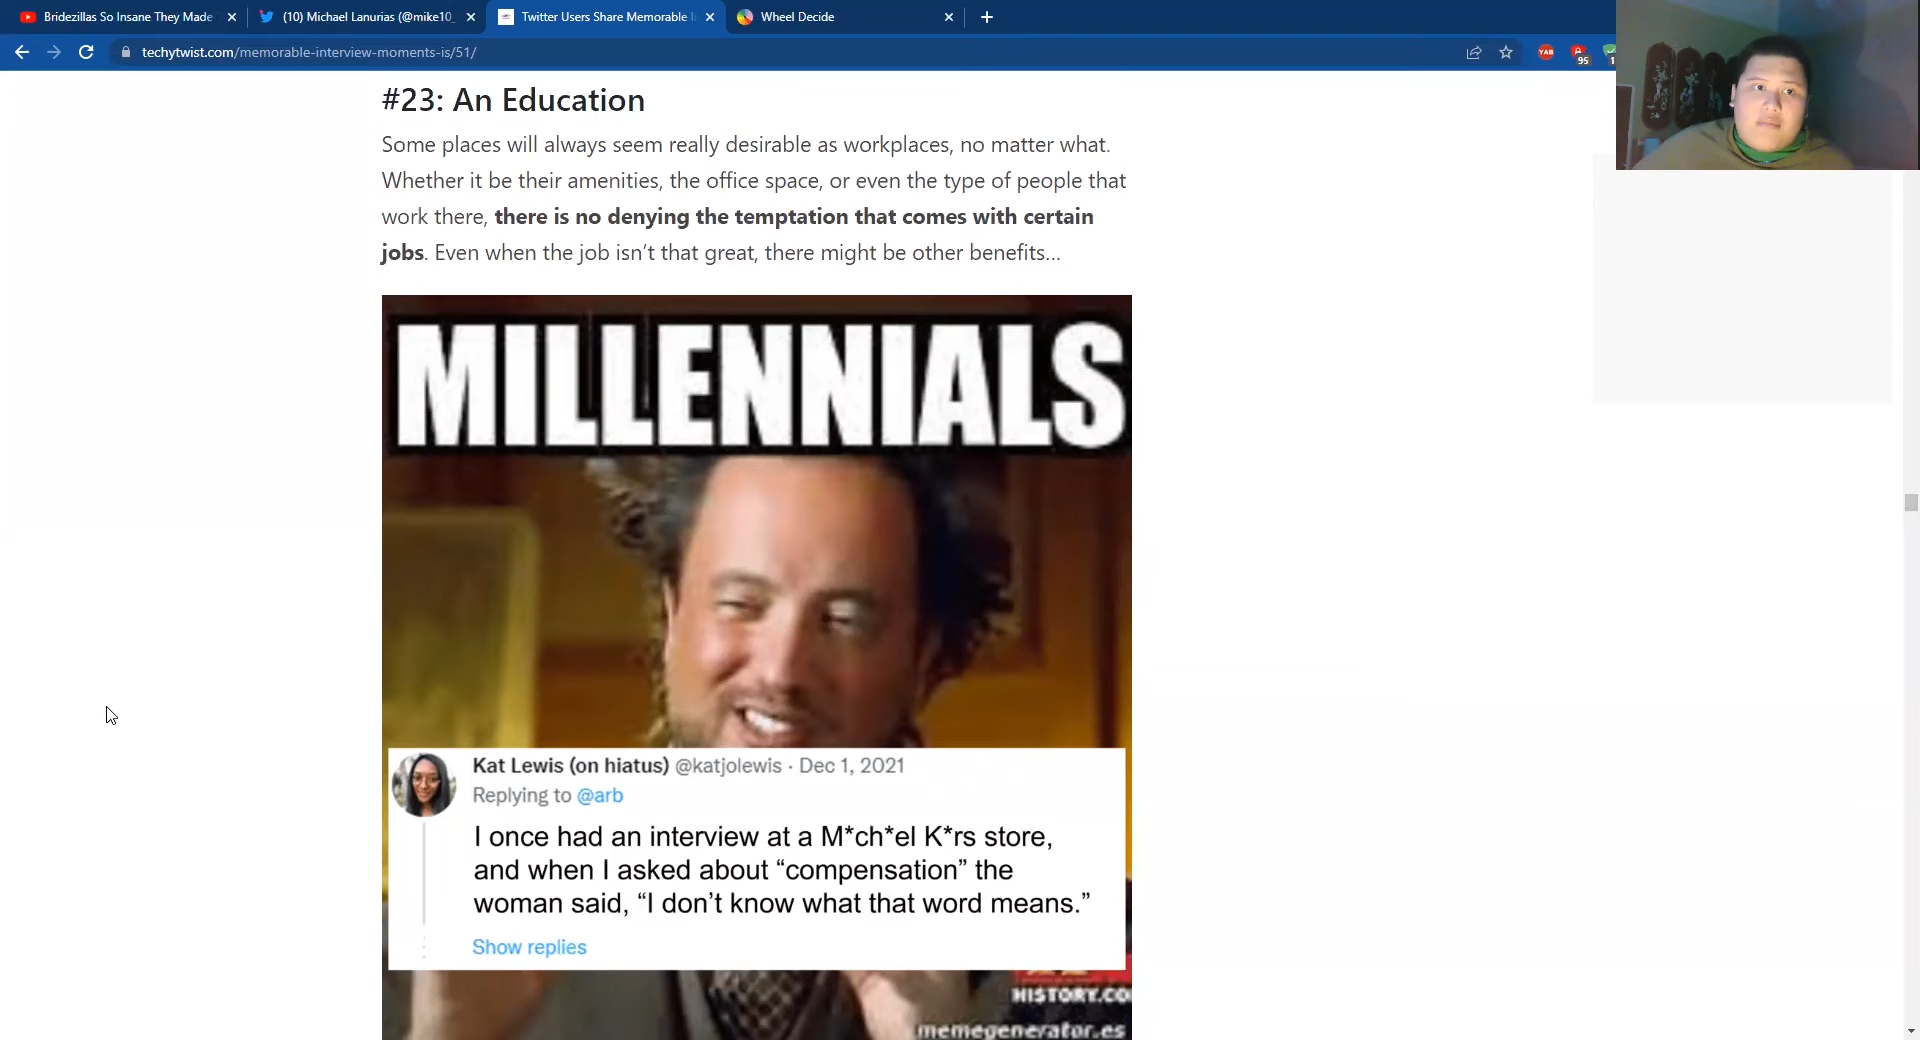 Bridezillas So Insane They Made
(10) Michael Lanurias (@mike10_
Twitter Users Share Memorable
Wheel Decide
techytwist.com/memorable-interview-moments-is/51/
YAB
95
1
#23: An Education
Some places will always seem really desirable as workplaces, no matter what.
Whether it be their amenities, the office space, or even the type of people that
work there, there is no denying the temptation that comes with certain
jobs. Even when the job isn’t that great, there might be other benefits…
MILLENNIALS
Kat Lewis (on hiatus) @katjolewis · Dec 1, 2021
Replying to @arb
I once had an interview at a M*ch*el K*rs store,
and when I asked about “compensation” the
woman said, “I don’t know what that word means.”
Show replies
HISTORY.CO
memegenerator.es